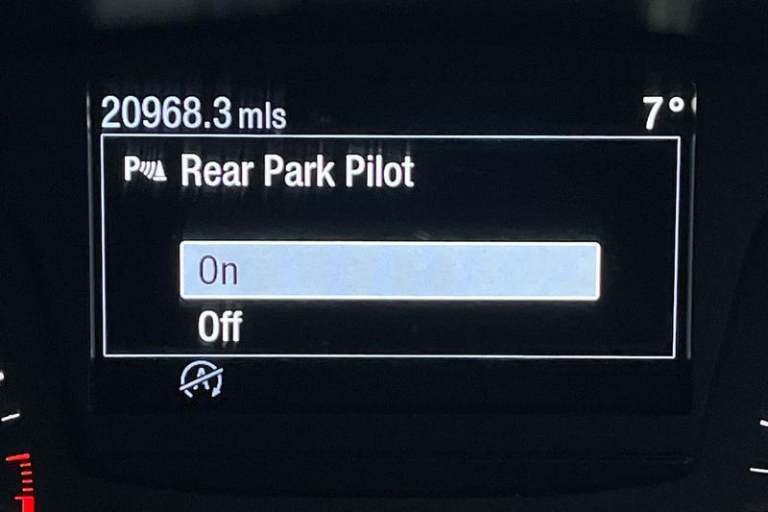 20968.3 mls 7°
P Rear Park Pilot
On
Off
A